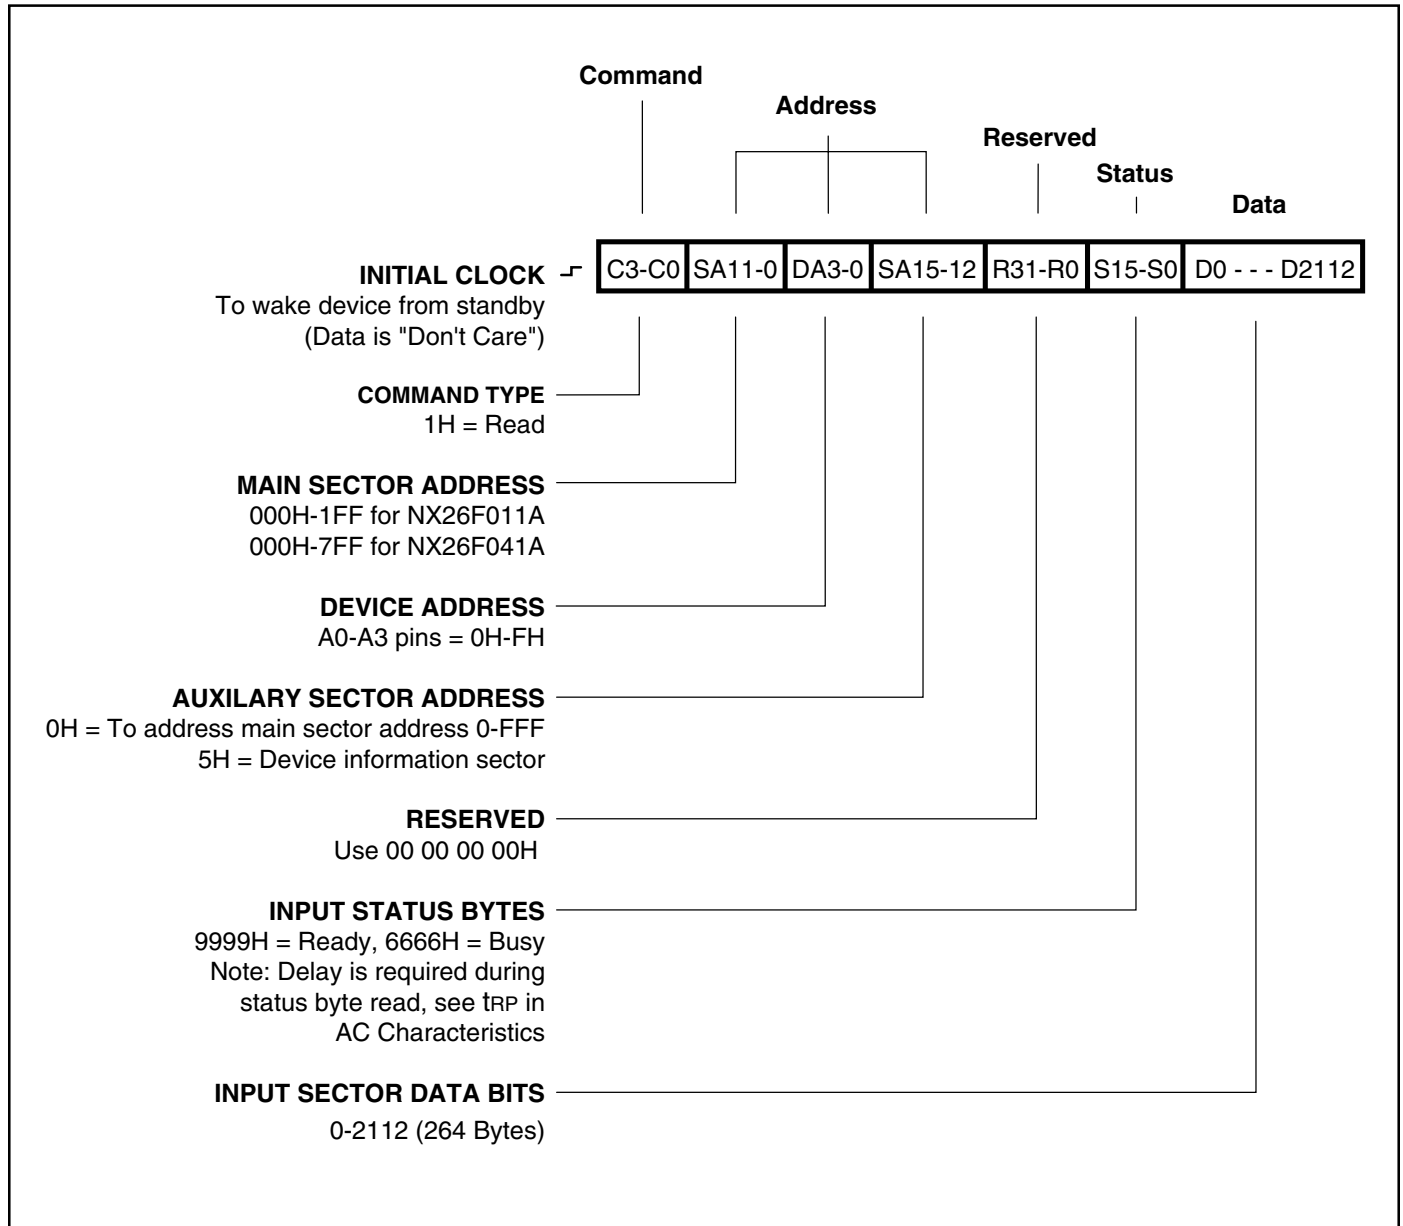 Command
Address
Reserved
Status
Data
C3-C0 SA11-0 DA3-0 SA15-12 R31-R0 S15-S0 D0 - - - D2112
INITIAL CLOCK
To wake device from standby
(Data is "Don't Care")
COMMAND TYPE
1H = Read
MAIN SECTOR ADDRESS
000H-1FF for NX26F011A
000H-7FF for NX26F041A
DEVICE ADDRESS
A0-A3 pins = 0H-FH
AUXILARY SECTOR ADDRESS
0H = To address main sector address 0-FFF
5H = Device information sector
RESERVED
Use 00 00 00 00H
INPUT STATUS BYTES
9999H = Ready, 6666H = Busy
Note: Delay is required during
status byte read, see tRP in
AC Characteristics
INPUT SECTOR DATA BITS
0-2112 (264 Bytes)